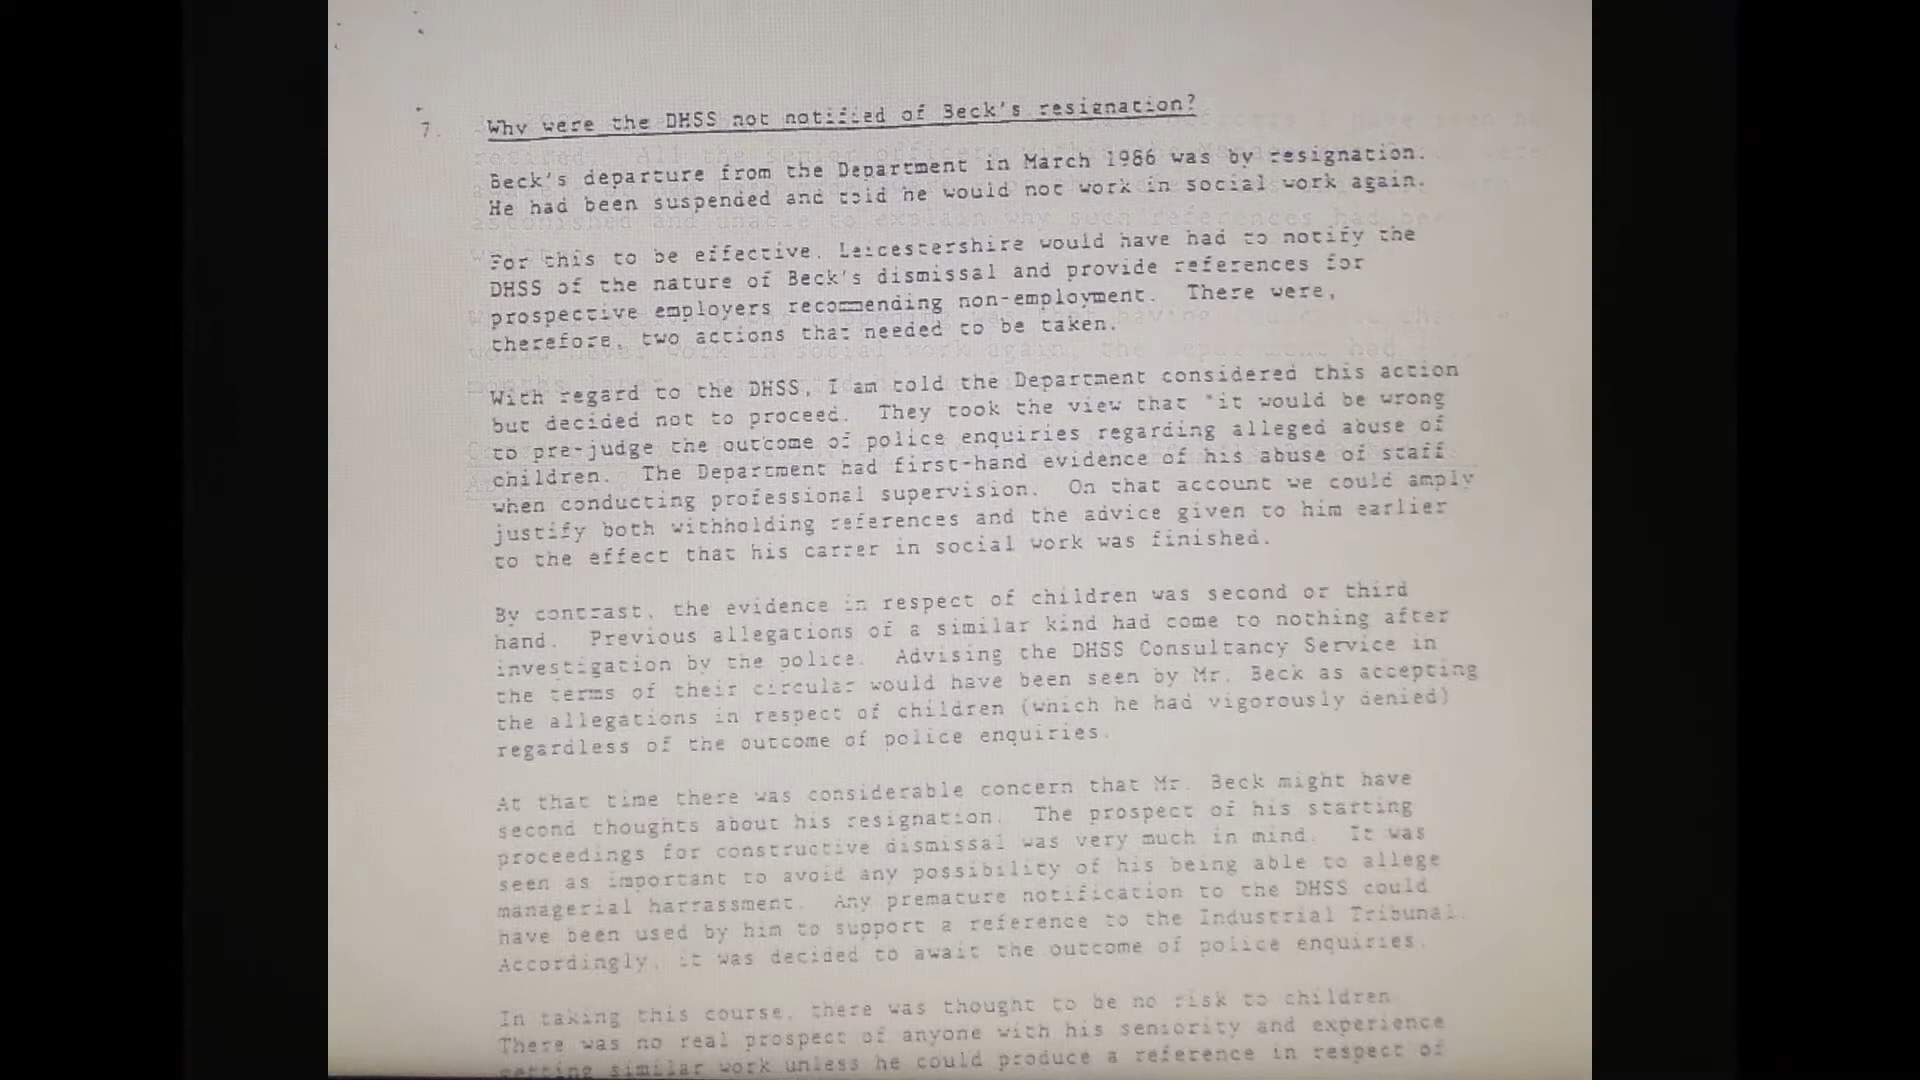 7. Why were the DHSS not notified of Beck's resignation?
Beck's departure from the Department in March 1986 was by resignation.
He had been suspended and told he would not work in social work again.
For this to be effective, Leicestershire would have had to notify the
DHSS of the nature of Beck's dismissal and provide references for
prospective employers recommending non-employment. There were,
therefore, two actions that needed to be taken.
With regard to the DHSS, I am told the Department considered this action
but decided not to proceed. They took the view that "it would be wrong
to pre-judge the outcome of police enquiries regarding alleged abuse of
children. The Department had first-hand evidence of his abuse of staff
when conducting professional supervision. On that account we could amply
justify both withholding references and the advice given to him earlier
to the effect that his carrer in social work was finished.
By contrast, the evidence in respect of children was second or third
hand. Previous allegations of a similar kind had come to nothing after
investigation by the police. Advising the DHSS Consultancy Service in
the terms of their circular would have been seen by Mr. Beck as accepting
the allegations in respect of children (which he had vigorously denied)
regardless of the outcome of police enquiries.
At that time there was considerable concern that Mr. Beck might have
second thoughts about his resignation. The prospect of his starting
proceedings for constructive dismissal was very much in mind. It was
seen as important to avoid any possibility of his being able to allege
managerial harrassment. Any premature notification to the DHSS could
have been used by him to support a reference to the Industrial Tribunal.
Accordingly, it was decided to await the outcome of police enquiries.
In taking this course, there was thought to be no risk to children
There was no real prospect of anyone with his seniority and experience
getting similar work unless he could produce a reference in respect of